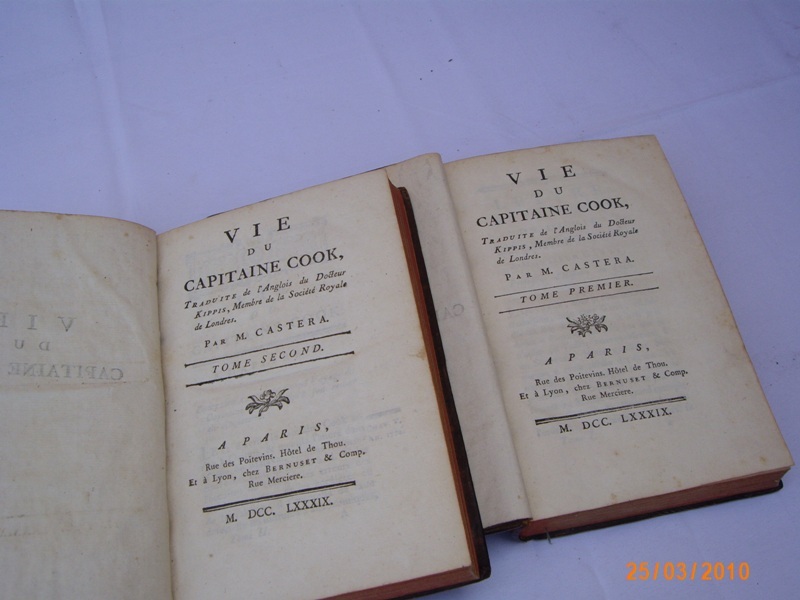 VIE
DU
CAPITAINE COOK,
TRADUITE de l'Anglois du Docteur
KIPPIS, Membre de la Société Royale
de Londres.
PAR M. CASTERA.
TOME SECOND.
A PARIS,
Rue des Poitevins. Hôtel de Thou.
Et à Lyon, chez BERNUSET & Comp.
Rue Merciere.
M. DCC. LXXXIX.
VIE
DU
CAPITAINE COOK,
TRADUITE de l'Anglois du Docteur
KIPPIS, Membre de la Société Royale
de Londres.
PAR M. CASTERA.
TOME PREMIER.
A PARIS,
Rue des Poitevins. Hôtel de Thou.
Et à Lyon, chez BERNUSET & Comp.
Rue Merciere.
M. DCC. LXXXIX.
25/03/2010